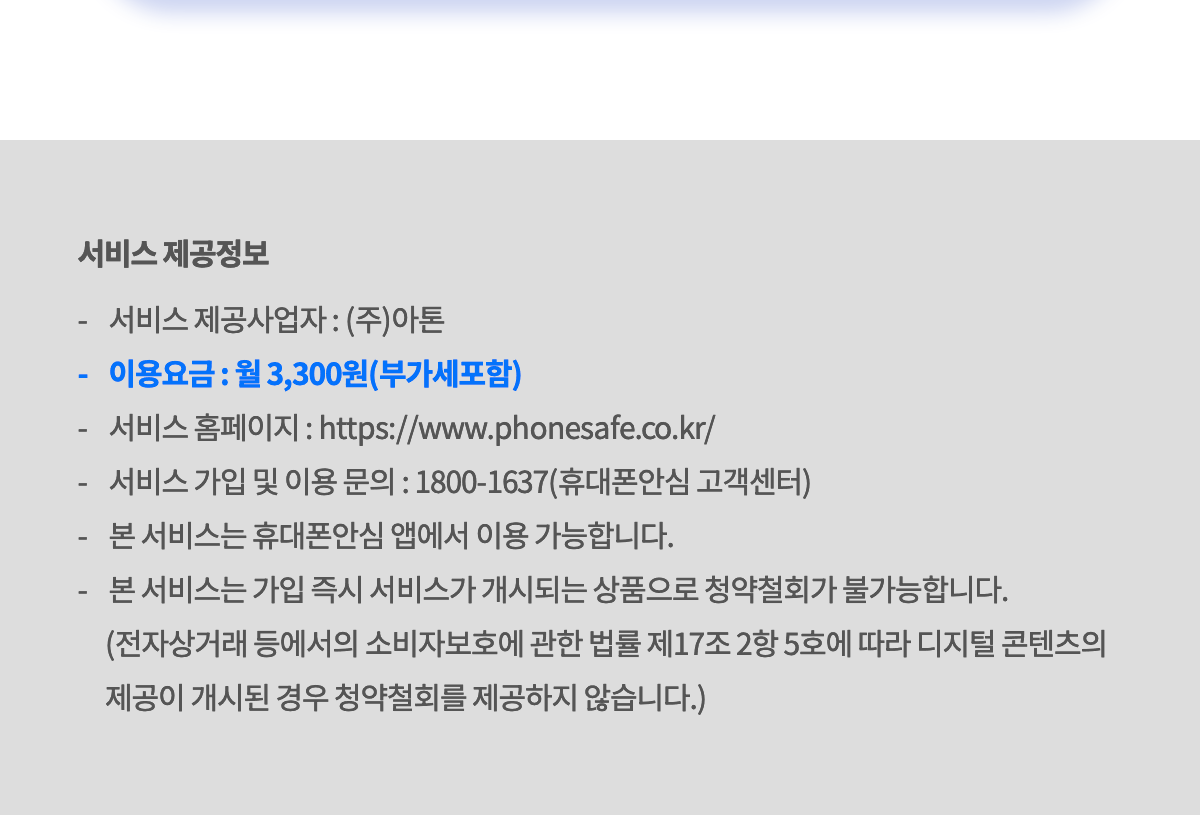 서비스 제공정보
- 서비스 제공사업자 : (주)아톤
- 이용요금 : 월 3,300원(부가세포함)
- 서비스 홈페이지 : https://www.phonesafe.co.kr/
- 서비스 가입 및 이용 문의 : 1800-1637(휴대폰안심 고객센터)
- 본 서비스는 휴대폰안심 앱에서 이용 가능합니다.
- 본 서비스는 가입 즉시 서비스가 개시되는 상품으로 청약철회가 불가능합니다.
(전자상거래 등에서의 소비자보호에 관한 법률 제17조 2항 5호에 따라 디지털 콘텐츠의
제공이 개시된 경우 청약철회를 제공하지 않습니다.)